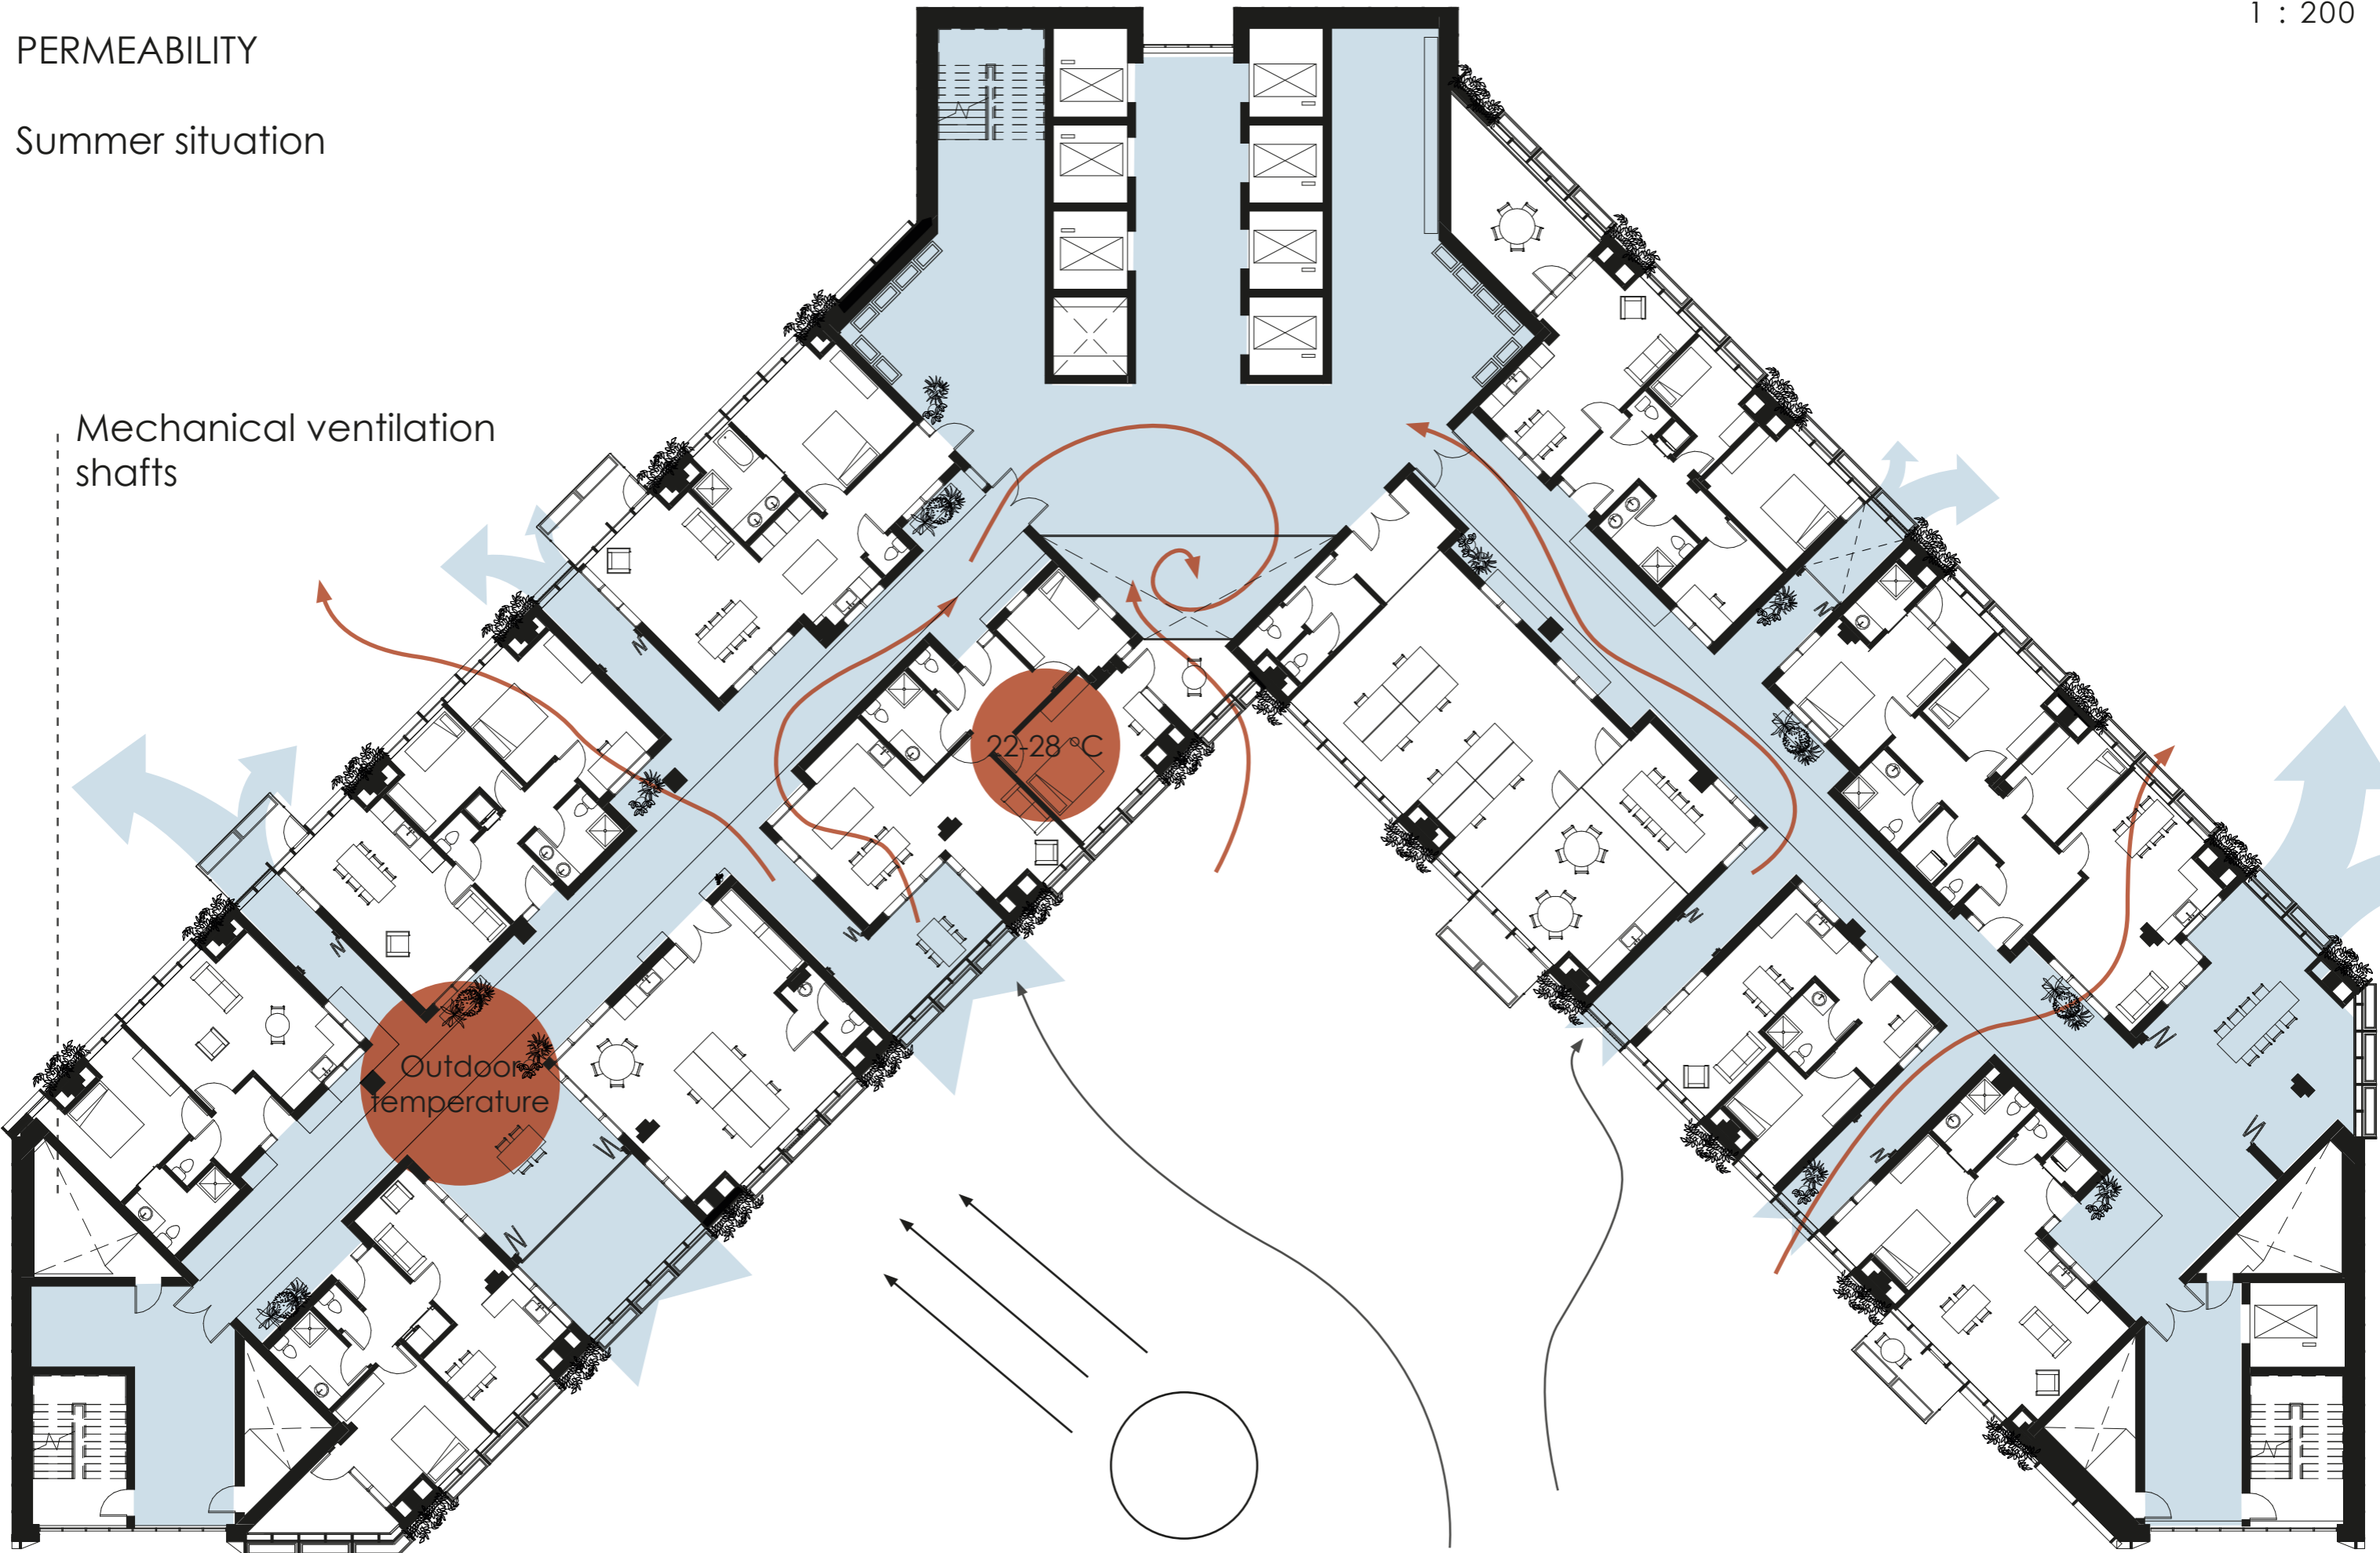 1 : 200
PERMEABILITY
Summer situation
Mechanical ventilation
shafts
22-28 °C
Outdoor
temperature